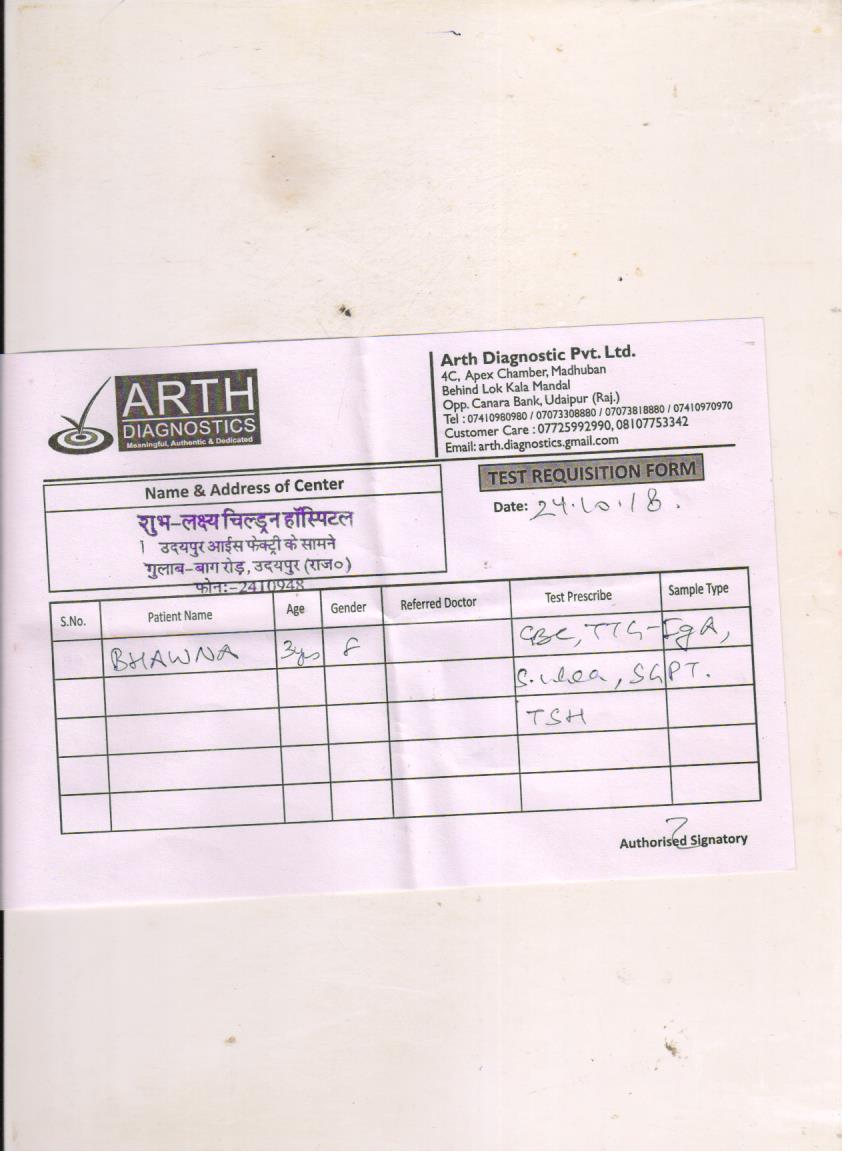 ARTH
DIAGNOSTICS
Meaningful, Authentic & Dedicated
Arth Diagnostic Pvt. Ltd.
4C, Apex Chamber, Madhuban
Behind Lok Kala Mandal
Opp. Canara Bank, Udaipur (Raj.)
Tel : 07410980980 / 07073308880 / 07073818880 / 07410970970
Customer Care : 07725992990, 08107753342
Email: arth.diagnostics.gmail.com
Name & Address of Center
शुभ-लक्ष्य चिल्ड्रन हॉस्पिटल
उदयपुर आईस फेक्ट्री के सामने
गुलाब-बाग रोड़, उदयपुर (राज०)
फोन:-2410948
TEST REQUISITION FORM
Date: 24.10.18.
S.No. Patient Name Age Gender Referred Doctor Test Prescribe Sample Type
BHAWNA 3yrs F CBC, TTG-IgA,
S. urea, SGPT.
TSH
Authorised Signatory